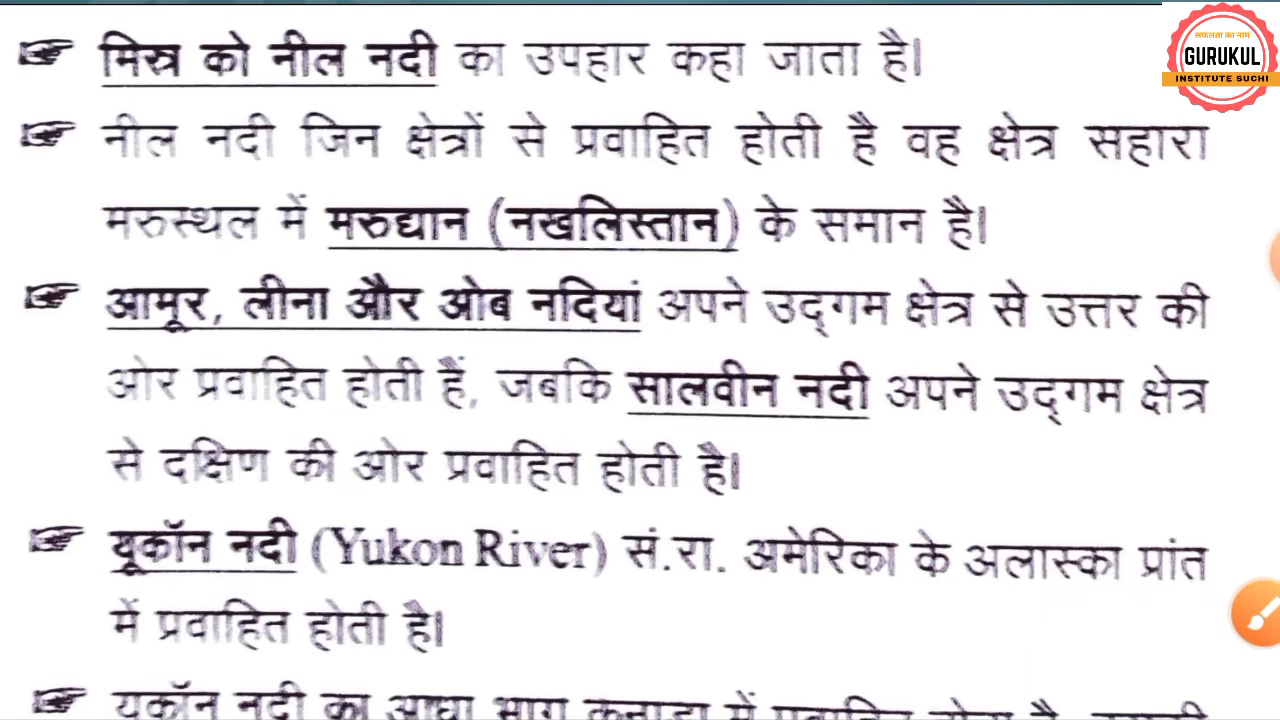 मिस्र को नील नदी का उपहार कहा जाता है।
नील नदी जिन क्षेत्रों से प्रवाहित होती है वह क्षेत्र सहारा
मरुस्थल में मरुद्यान (नखलिस्तान) के समान है।
आमूर, लीना और ओब नदियां अपने उद्गम क्षेत्र से उत्तर की
ओर प्रवाहित होती हैं, जबकि सालवीन नदी अपने उद्गम क्षेत्र
से दक्षिण की ओर प्रवाहित होती है।
यूकॉन नदी (Yukon River) सं.रा. अमेरिका के अलास्का प्रांत
में प्रवाहित होती है।
यूकॉन नदी का आधा भाग कनाडा में प्रवाहित होता है
सफलता का नाम
GURUKUL
INSTITUTE SUCHI